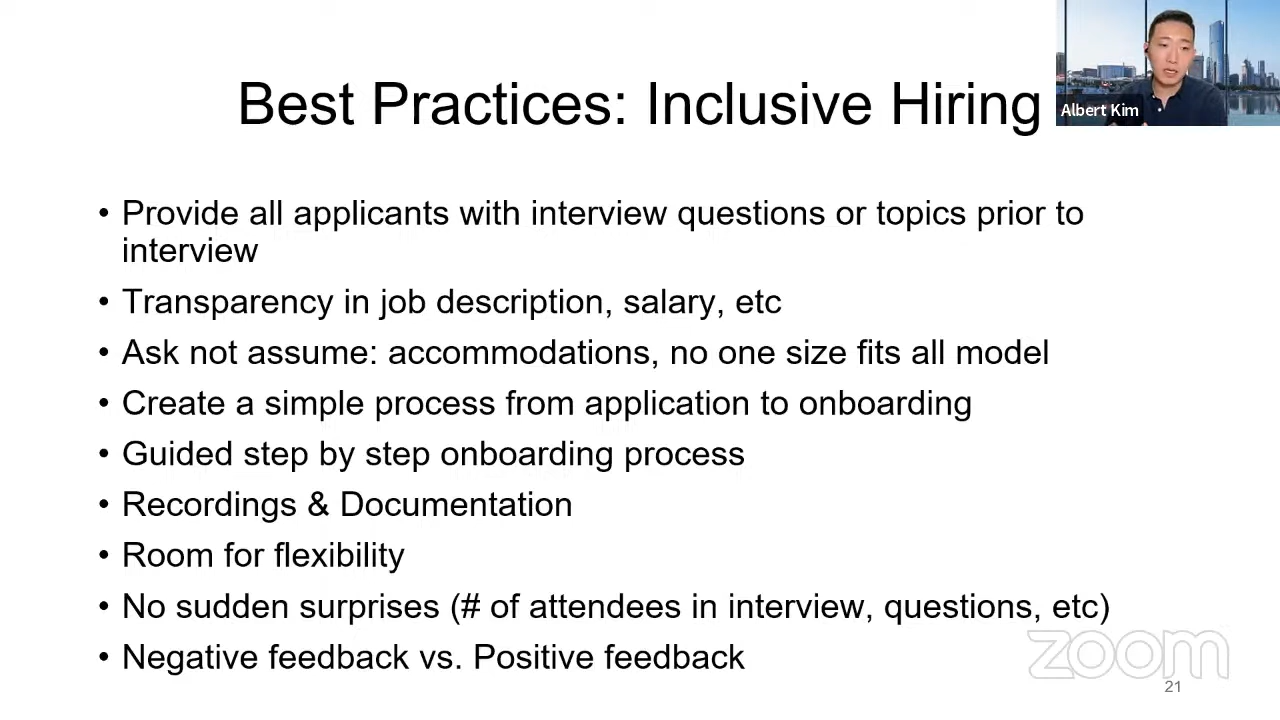 Best Practices: Inclusive Hiring
Albert Kim
• Provide all applicants with interview questions or topics prior to
interview
• Transparency in job description, salary, etc
• Ask not assume: accommodations, no one size fits all model
• Create a simple process from application to onboarding
• Guided step by step onboarding process
• Recordings & Documentation
• Room for flexibility
• No sudden surprises (# of attendees in interview, questions, etc)
• Negative feedback vs. Positive feedback
zoom
21